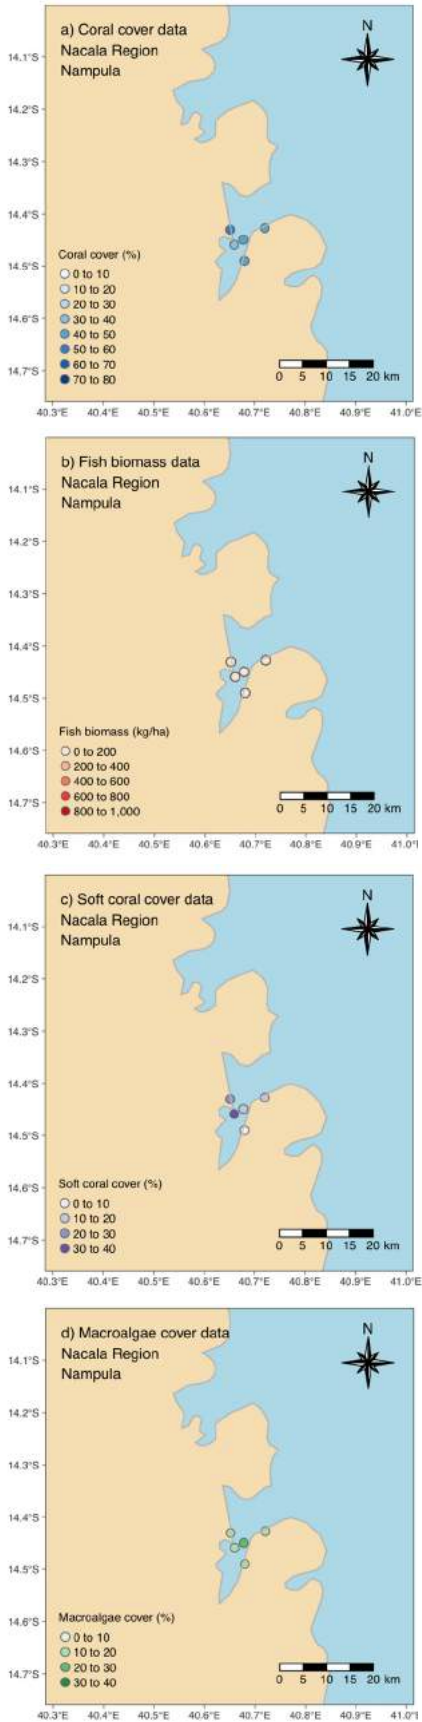 a) Coral cover data
Nacala Region
Nampula
N
14.1°S
14.2°S
14.3°S
14.4°S
14.5°S
14.6°S
14.7°S
Coral cover (%)
0 to 10
10 to 20
20 to 30
30 to 40
40 to 50
50 to 60
60 to 70
70 to 80
0 5 10 15 20 km
40.3°E 40.4°E 40.5°E 40.6°E 40.7°E 40.8°E 40.9°E 41.0°E
b) Fish biomass data
Nacala Region
Nampula
N
14.1°S
14.2°S
14.3°S
14.4°S
14.5°S
14.6°S
14.7°S
Fish biomass (kg/ha)
0 to 200
200 to 400
400 to 600
600 to 800
800 to 1,000
0 5 10 15 20 km
40.3°E 40.4°E 40.5°E 40.6°E 40.7°E 40.8°E 40.9°E 41.0°E
c) Soft coral cover data
Nacala Region
Nampula
N
14.1°S
14.2°S
14.3°S
14.4°S
14.5°S
14.6°S
14.7°S
Soft coral cover (%)
0 to 10
10 to 20
20 to 30
30 to 40
0 5 10 15 20 km
40.3°E 40.4°E 40.5°E 40.6°E 40.7°E 40.8°E 40.9°E 41.0°E
d) Macroalgae cover data
Nacala Region
Nampula
N
14.1°S
14.2°S
14.3°S
14.4°S
14.5°S
14.6°S
14.7°S
Macroalgae cover (%)
0 to 10
10 to 20
20 to 30
30 to 40
0 5 10 15 20 km
40.3°E 40.4°E 40.5°E 40.6°E 40.7°E 40.8°E 40.9°E 41.0°E